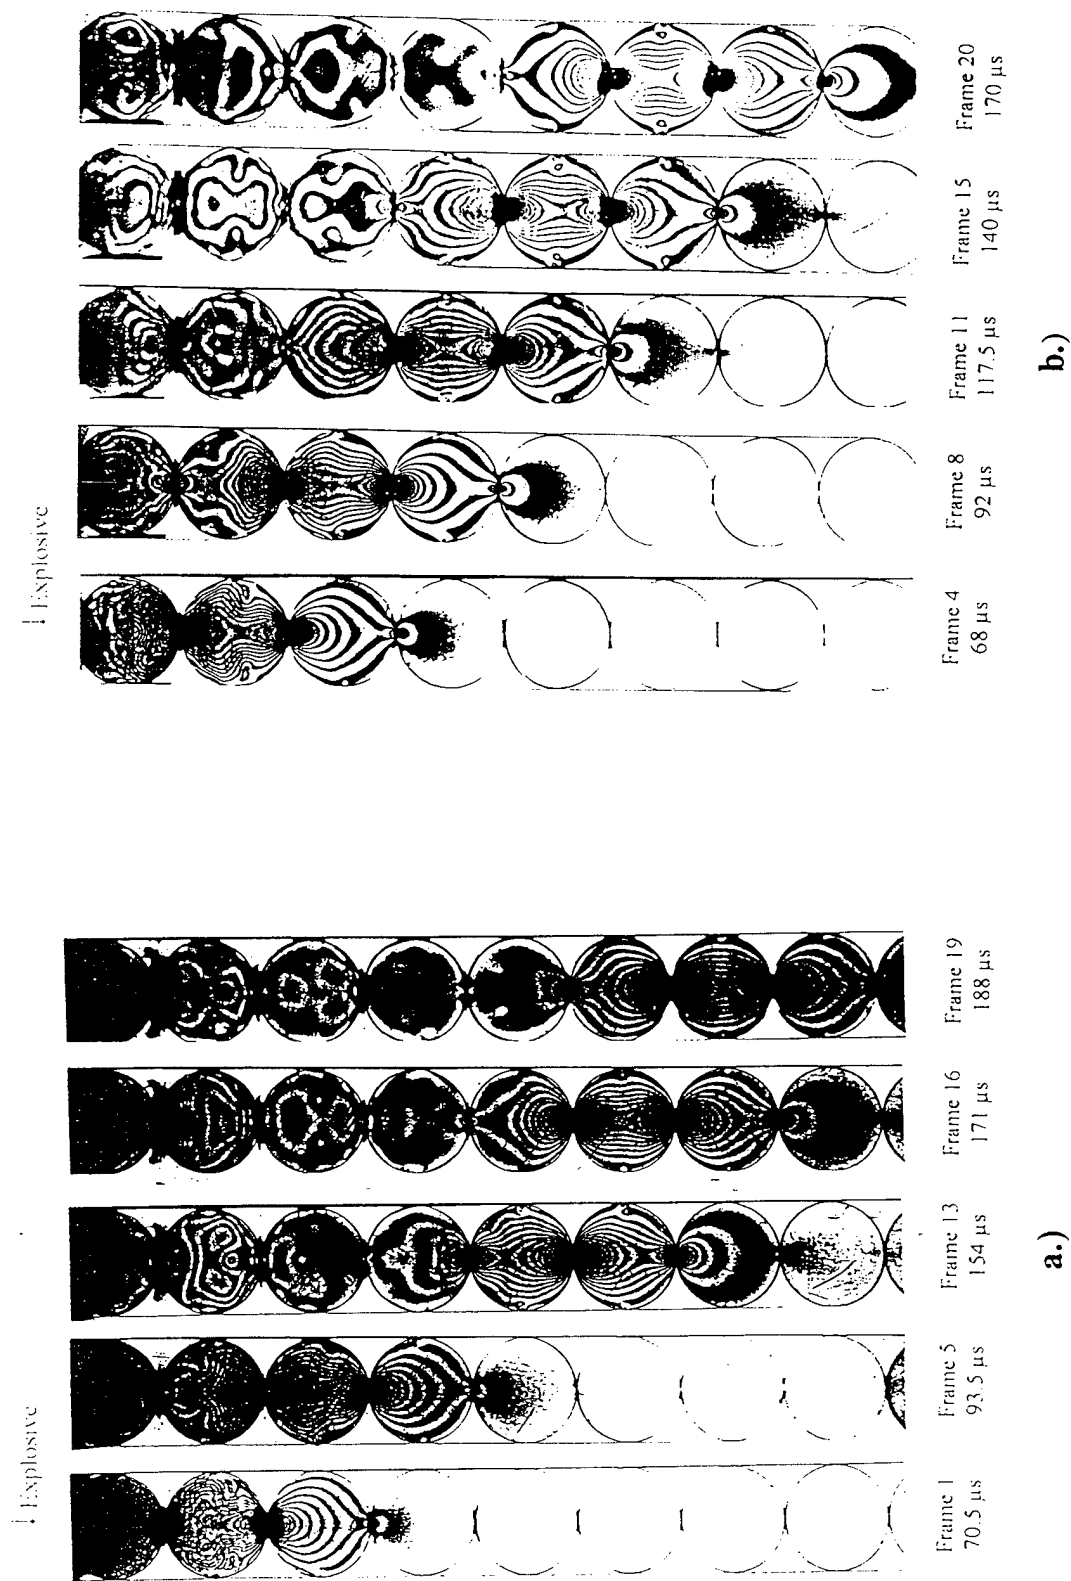 ↓ Explosive
Frame 1
70.5 μs
Frame 5
93.5 μs
Frame 13
154 μs
Frame 16
171 μs
Frame 19
188 μs
a.)
↓ Explosive
Frame 4
68 μs
Frame 8
92 μs
Frame 11
117.5 μs
Frame 15
140 μs
Frame 20
170 μs
b.)